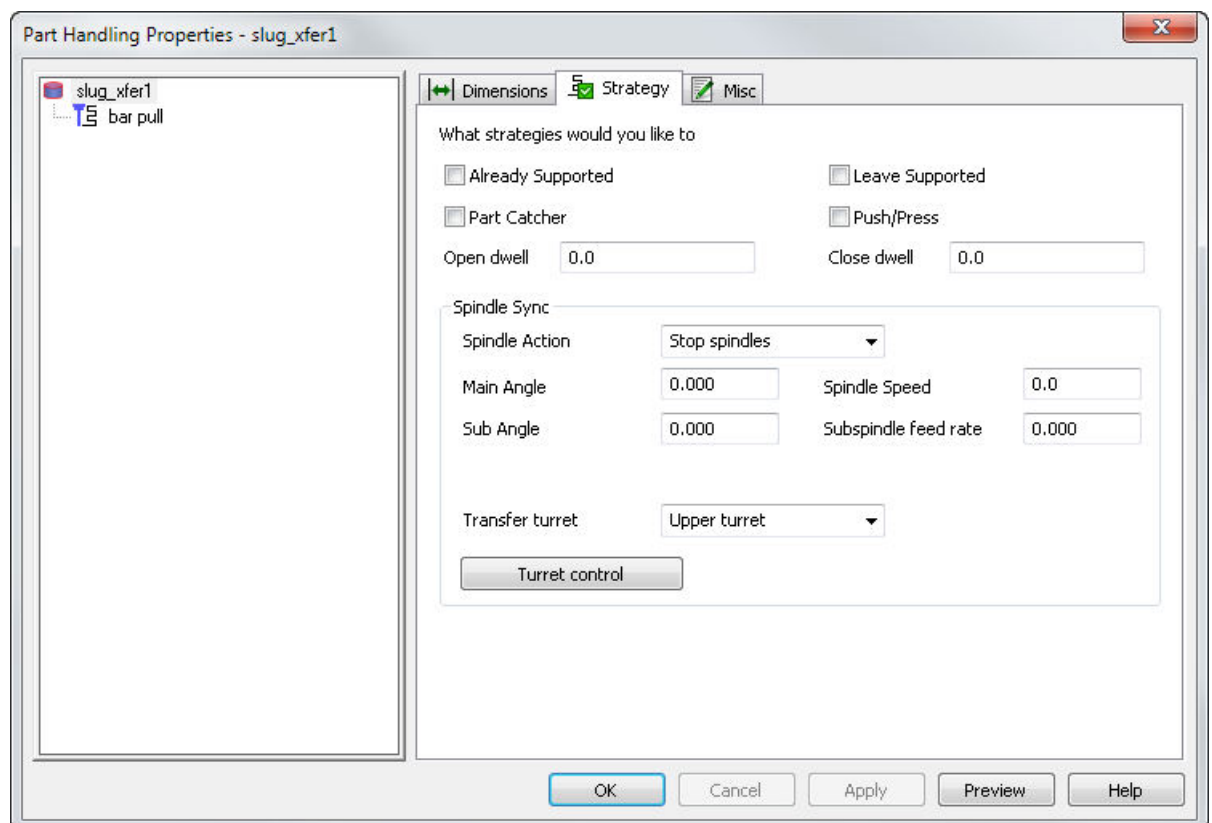 Part Handling Properties - slug_xfer1
slug_xfer1
bar pull
Dimensions Strategy Misc
What strategies would you like to
Already Supported Leave Supported
Part Catcher Push/Press
Open dwell 0.0 Close dwell 0.0
Spindle Sync
Spindle Action Stop spindles
Main Angle 0.000 Spindle Speed 0.0
Sub Angle 0.000 Subspindle feed rate 0.000
Transfer turret Upper turret
Turret control
OK Cancel Apply Preview Help